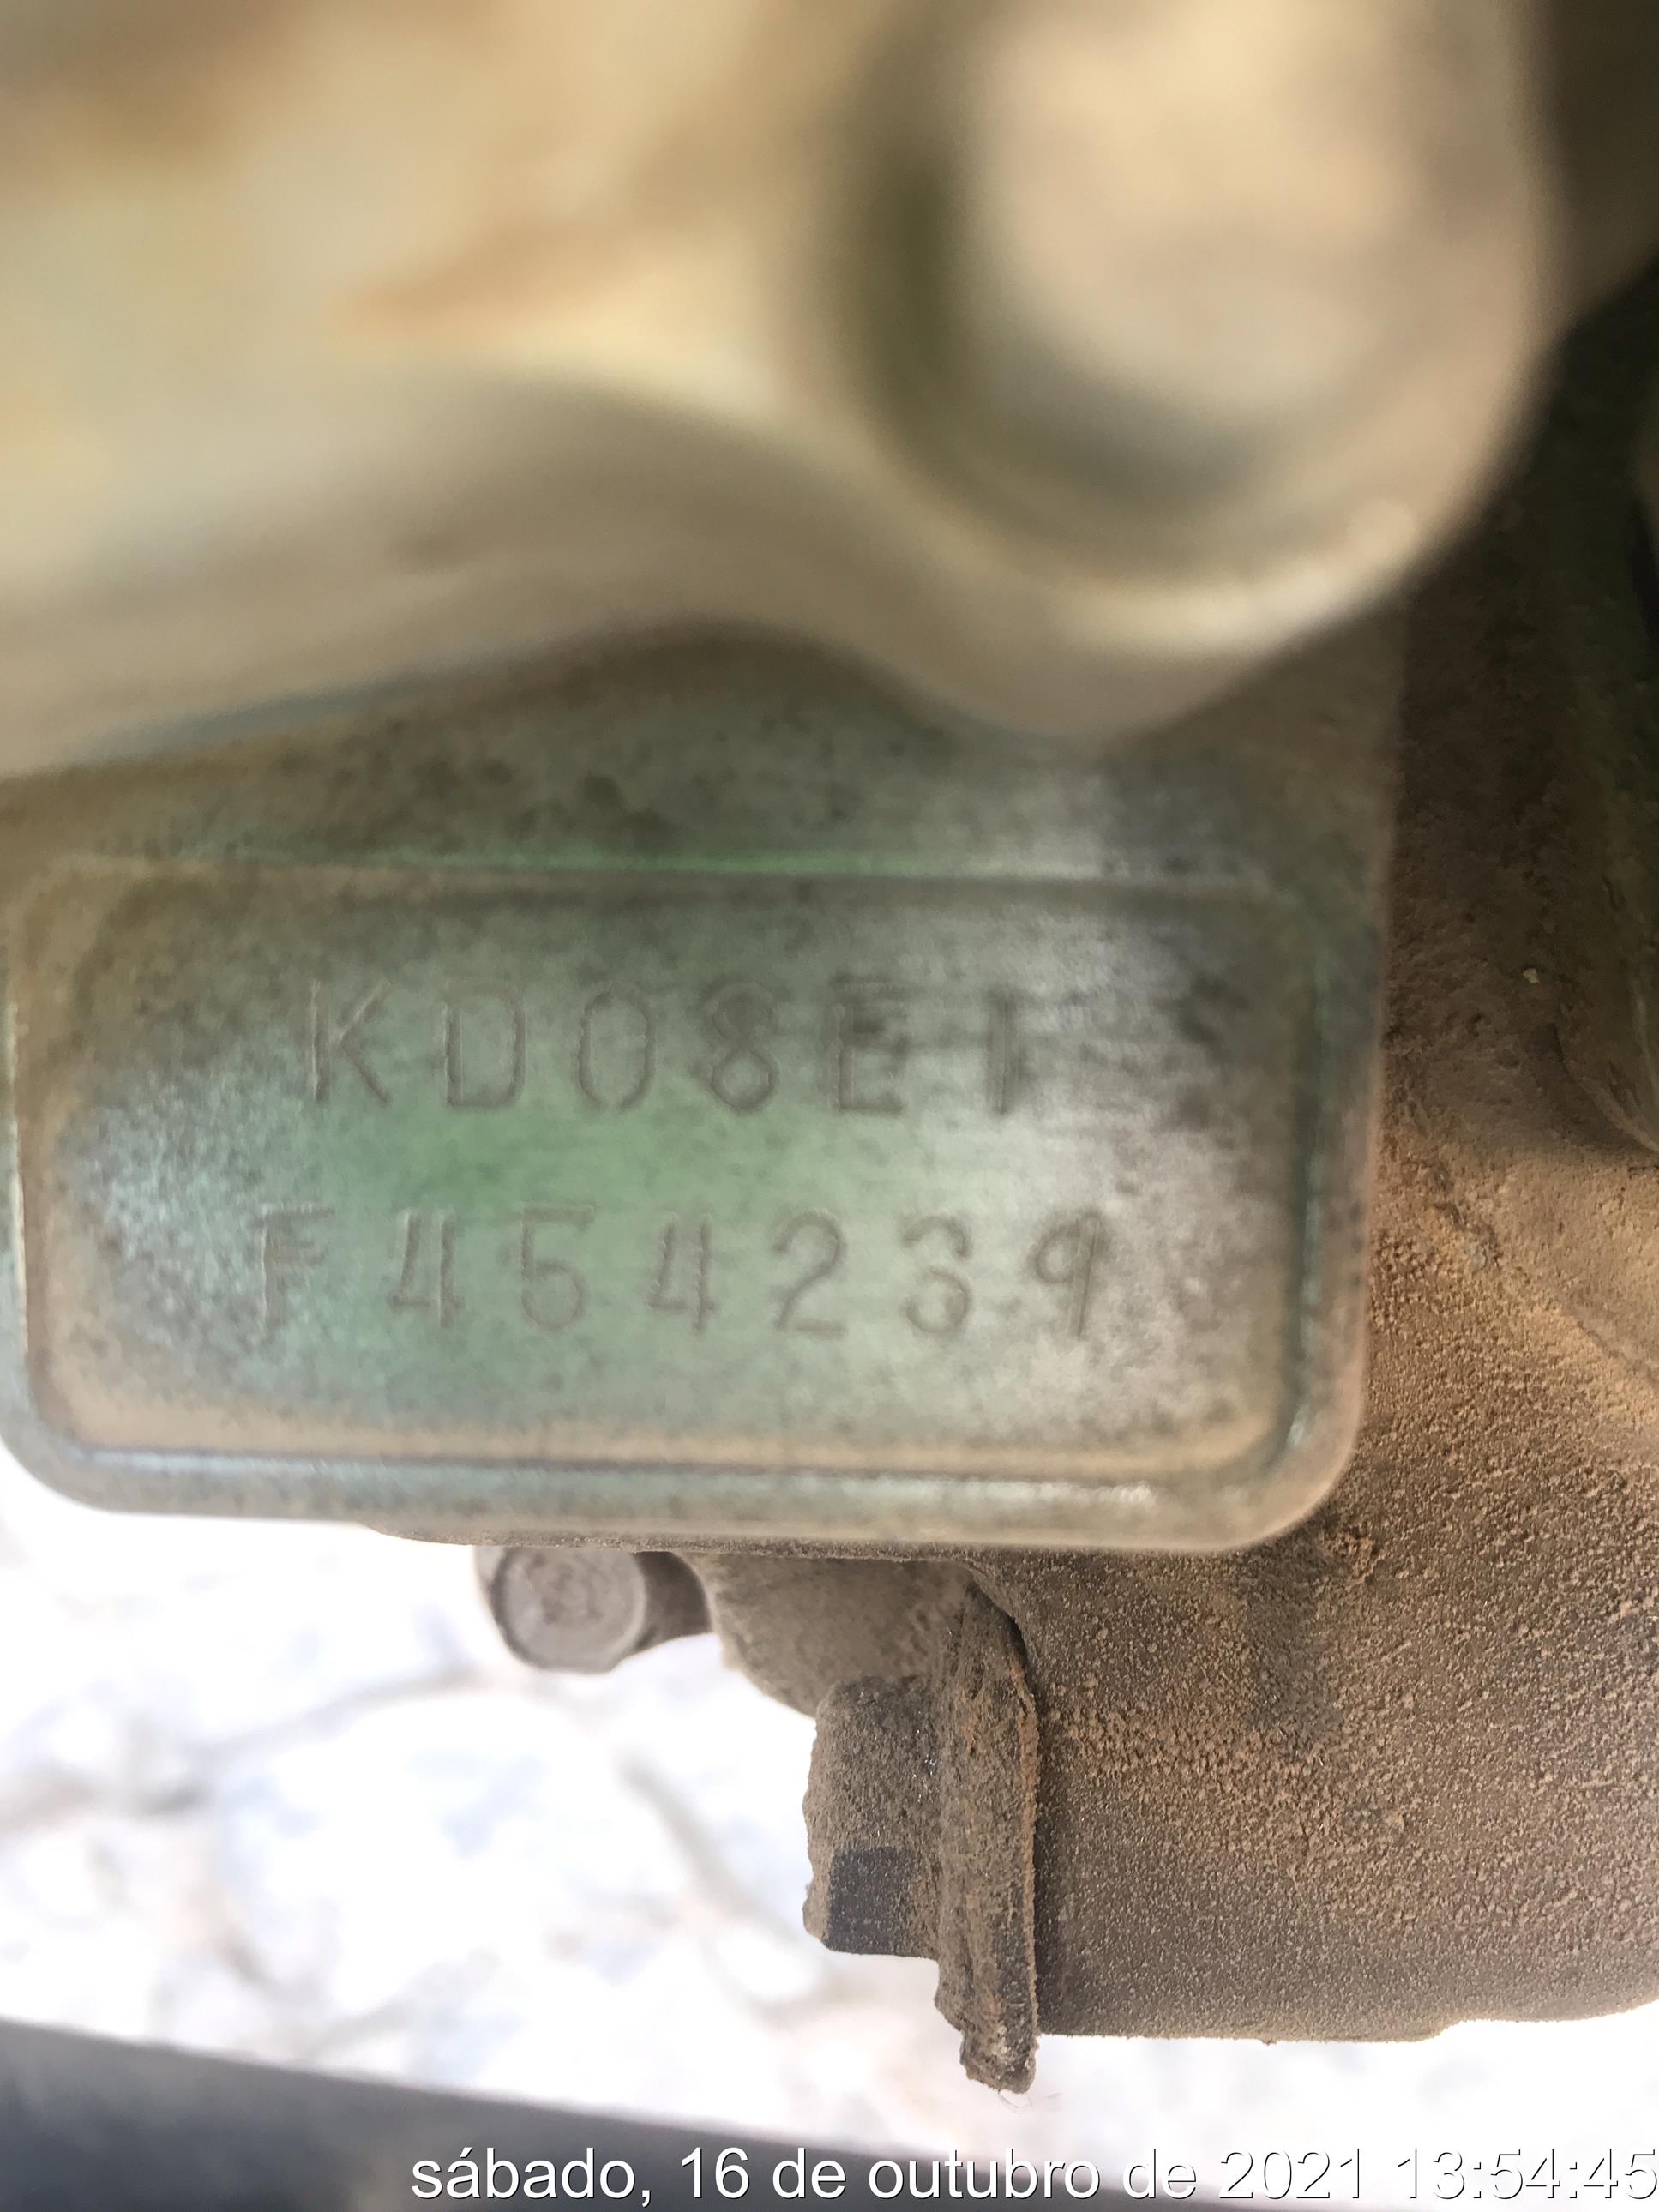 KD08E1
F454239
sábado, 16 de outubro de 2021 13:54:45